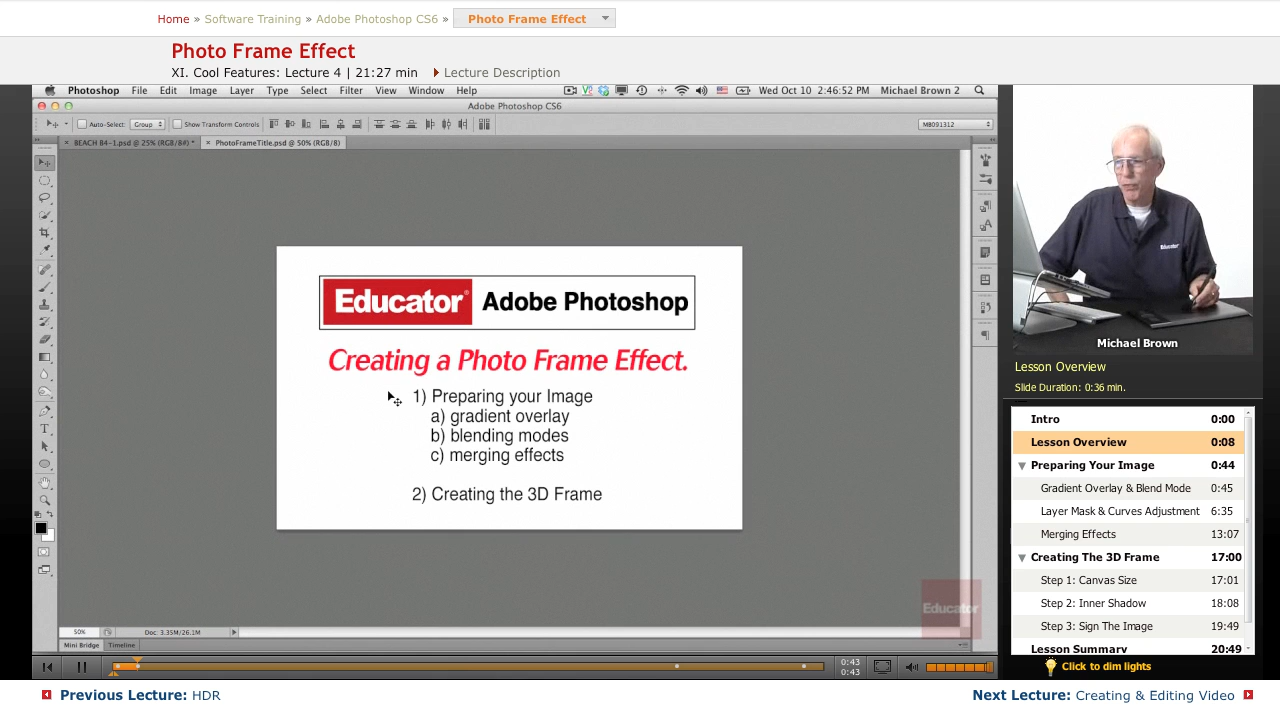 Home » Software Training » Adobe Photoshop CS6 » Photo Frame Effect
Photo Frame Effect
XI. Cool Features: Lecture 4 | 21:27 min Lecture Description
Photoshop File Edit Image Layer Type Select Filter View Window Help Wed Oct 10 2:46:52 PM Michael Brown 2
Adobe Photoshop CS6
Auto-Select: Group Show Transform Controls MB091312
× BEACH B4-1.psd @ 25% (RGB/8#) * × PhotoFrameTitle.psd @ 50% (RGB/8)
Educator® Adobe Photoshop
Creating a Photo Frame Effect.
1) Preparing your Image
a) gradient overlay
b) blending modes
c) merging effects
2) Creating the 3D Frame
Educator
50% Doc: 3.35M/26.1M
Mini Bridge Timeline
0:43
0:43
Educator
Michael Brown
Lesson Overview
Slide Duration: 0:36 min.
Intro 0:00
Lesson Overview 0:08
Preparing Your Image 0:44
Gradient Overlay & Blend Mode 0:45
Layer Mask & Curves Adjustment 6:35
Merging Effects 13:07
Creating The 3D Frame 17:00
Step 1: Canvas Size 17:01
Step 2: Inner Shadow 18:08
Step 3: Sign The Image 19:49
Lesson Summary 20:49
Click to dim lights
Previous Lecture: HDR
Next Lecture: Creating & Editing Video